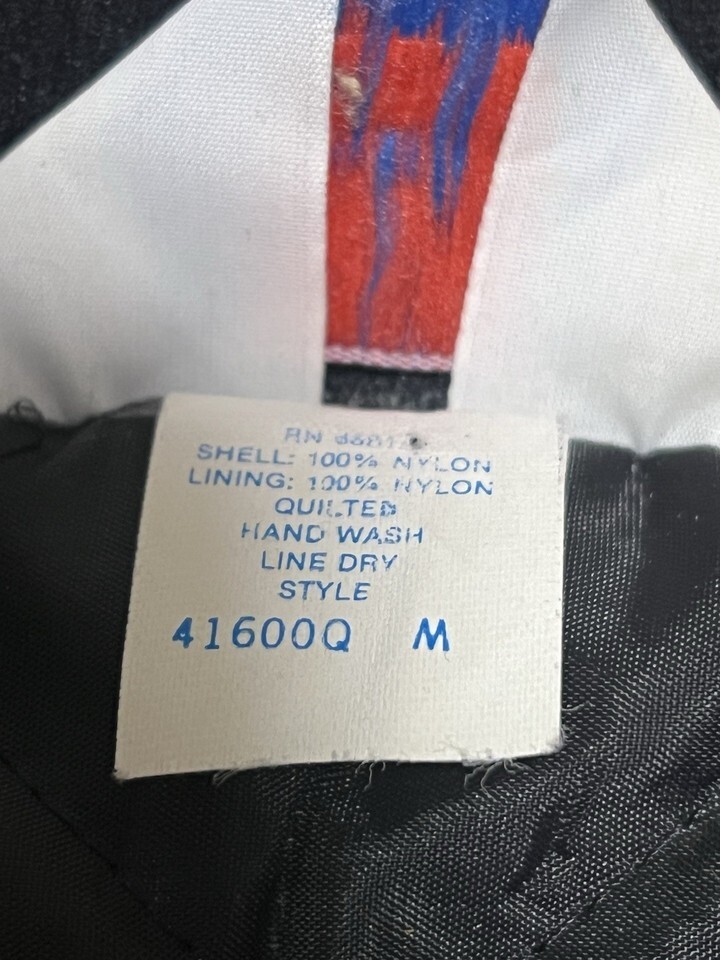 RN
SHELL: 100% NYLON
LINING: 100% NYLON
QUILTED
HAND WASH
LINE DRY
STYLE
41600Q M